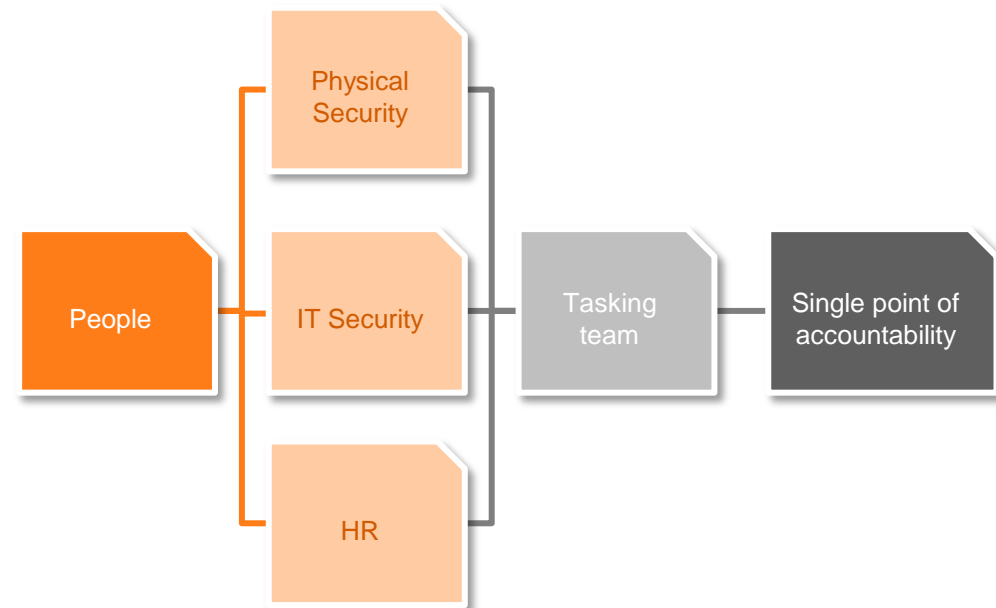 Physical
Security
People
IT Security
Tasking
team
Single point of
accountability
HR